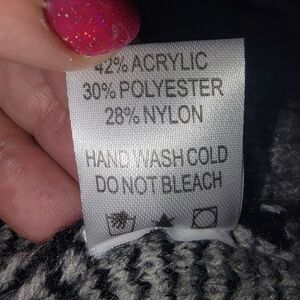 42% ACRYLIC
30% POLYESTER
28% NYLON
HAND WASH COLD
DO NOT BLEACH